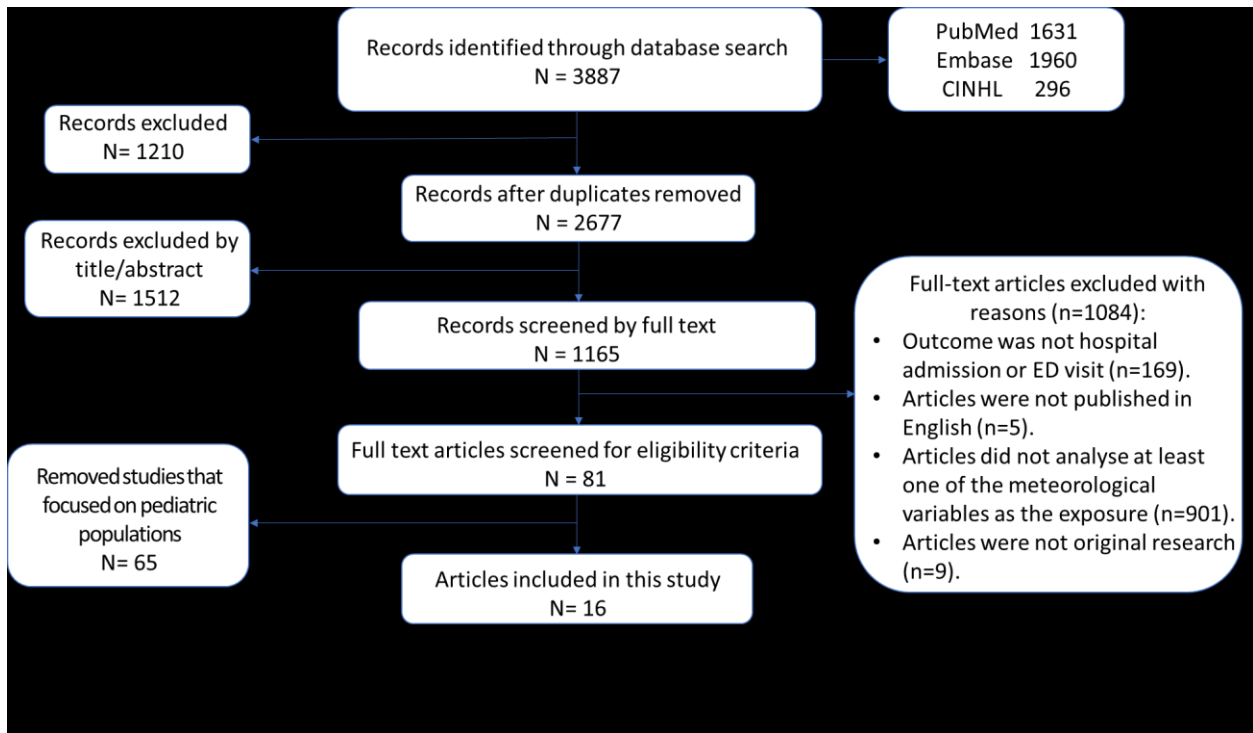 Records identified through database search
N = 3887
PubMed 1631
Embase 1960
CINHL 296
Records excluded
N= 1210
Records after duplicates removed
N = 2677
Records excluded by
title/abstract
N= 1512
Records screened by full text
N = 1165
Full-text articles excluded with
reasons (n=1084):
• Outcome was not hospital
admission or ED visit (n=169).
• Articles were not published in
English (n=5).
• Articles did not analyse at least
one of the meteorological
variables as the exposure (n=901).
• Articles were not original research
(n=9).
Full text articles screened for eligibility criteria
N = 81
Removed studies that
focused on pediatric
populations
N= 65
Articles included in this study
N= 16